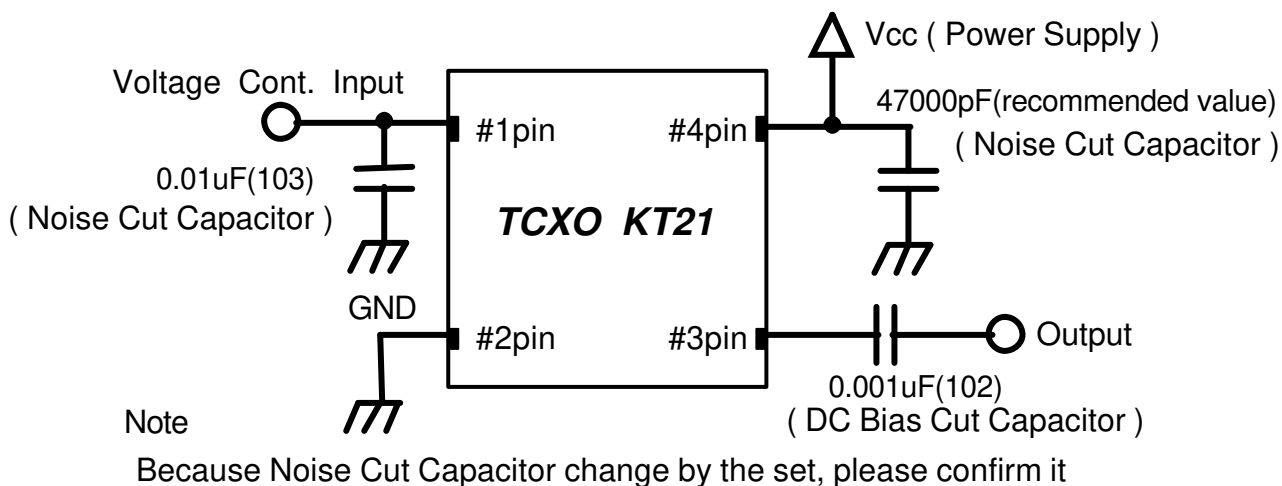 Vcc ( Power Supply )
Voltage Cont. Input
47000pF(recommended value)
( Noise Cut Capacitor )
#1pin
#4pin
0.01uF(103)
( Noise Cut Capacitor )
TCXO KT21
GND
#2pin
#3pin
Output
0.001uF(102)
( DC Bias Cut Capacitor )
Note
Because Noise Cut Capacitor change by the set, please confirm it